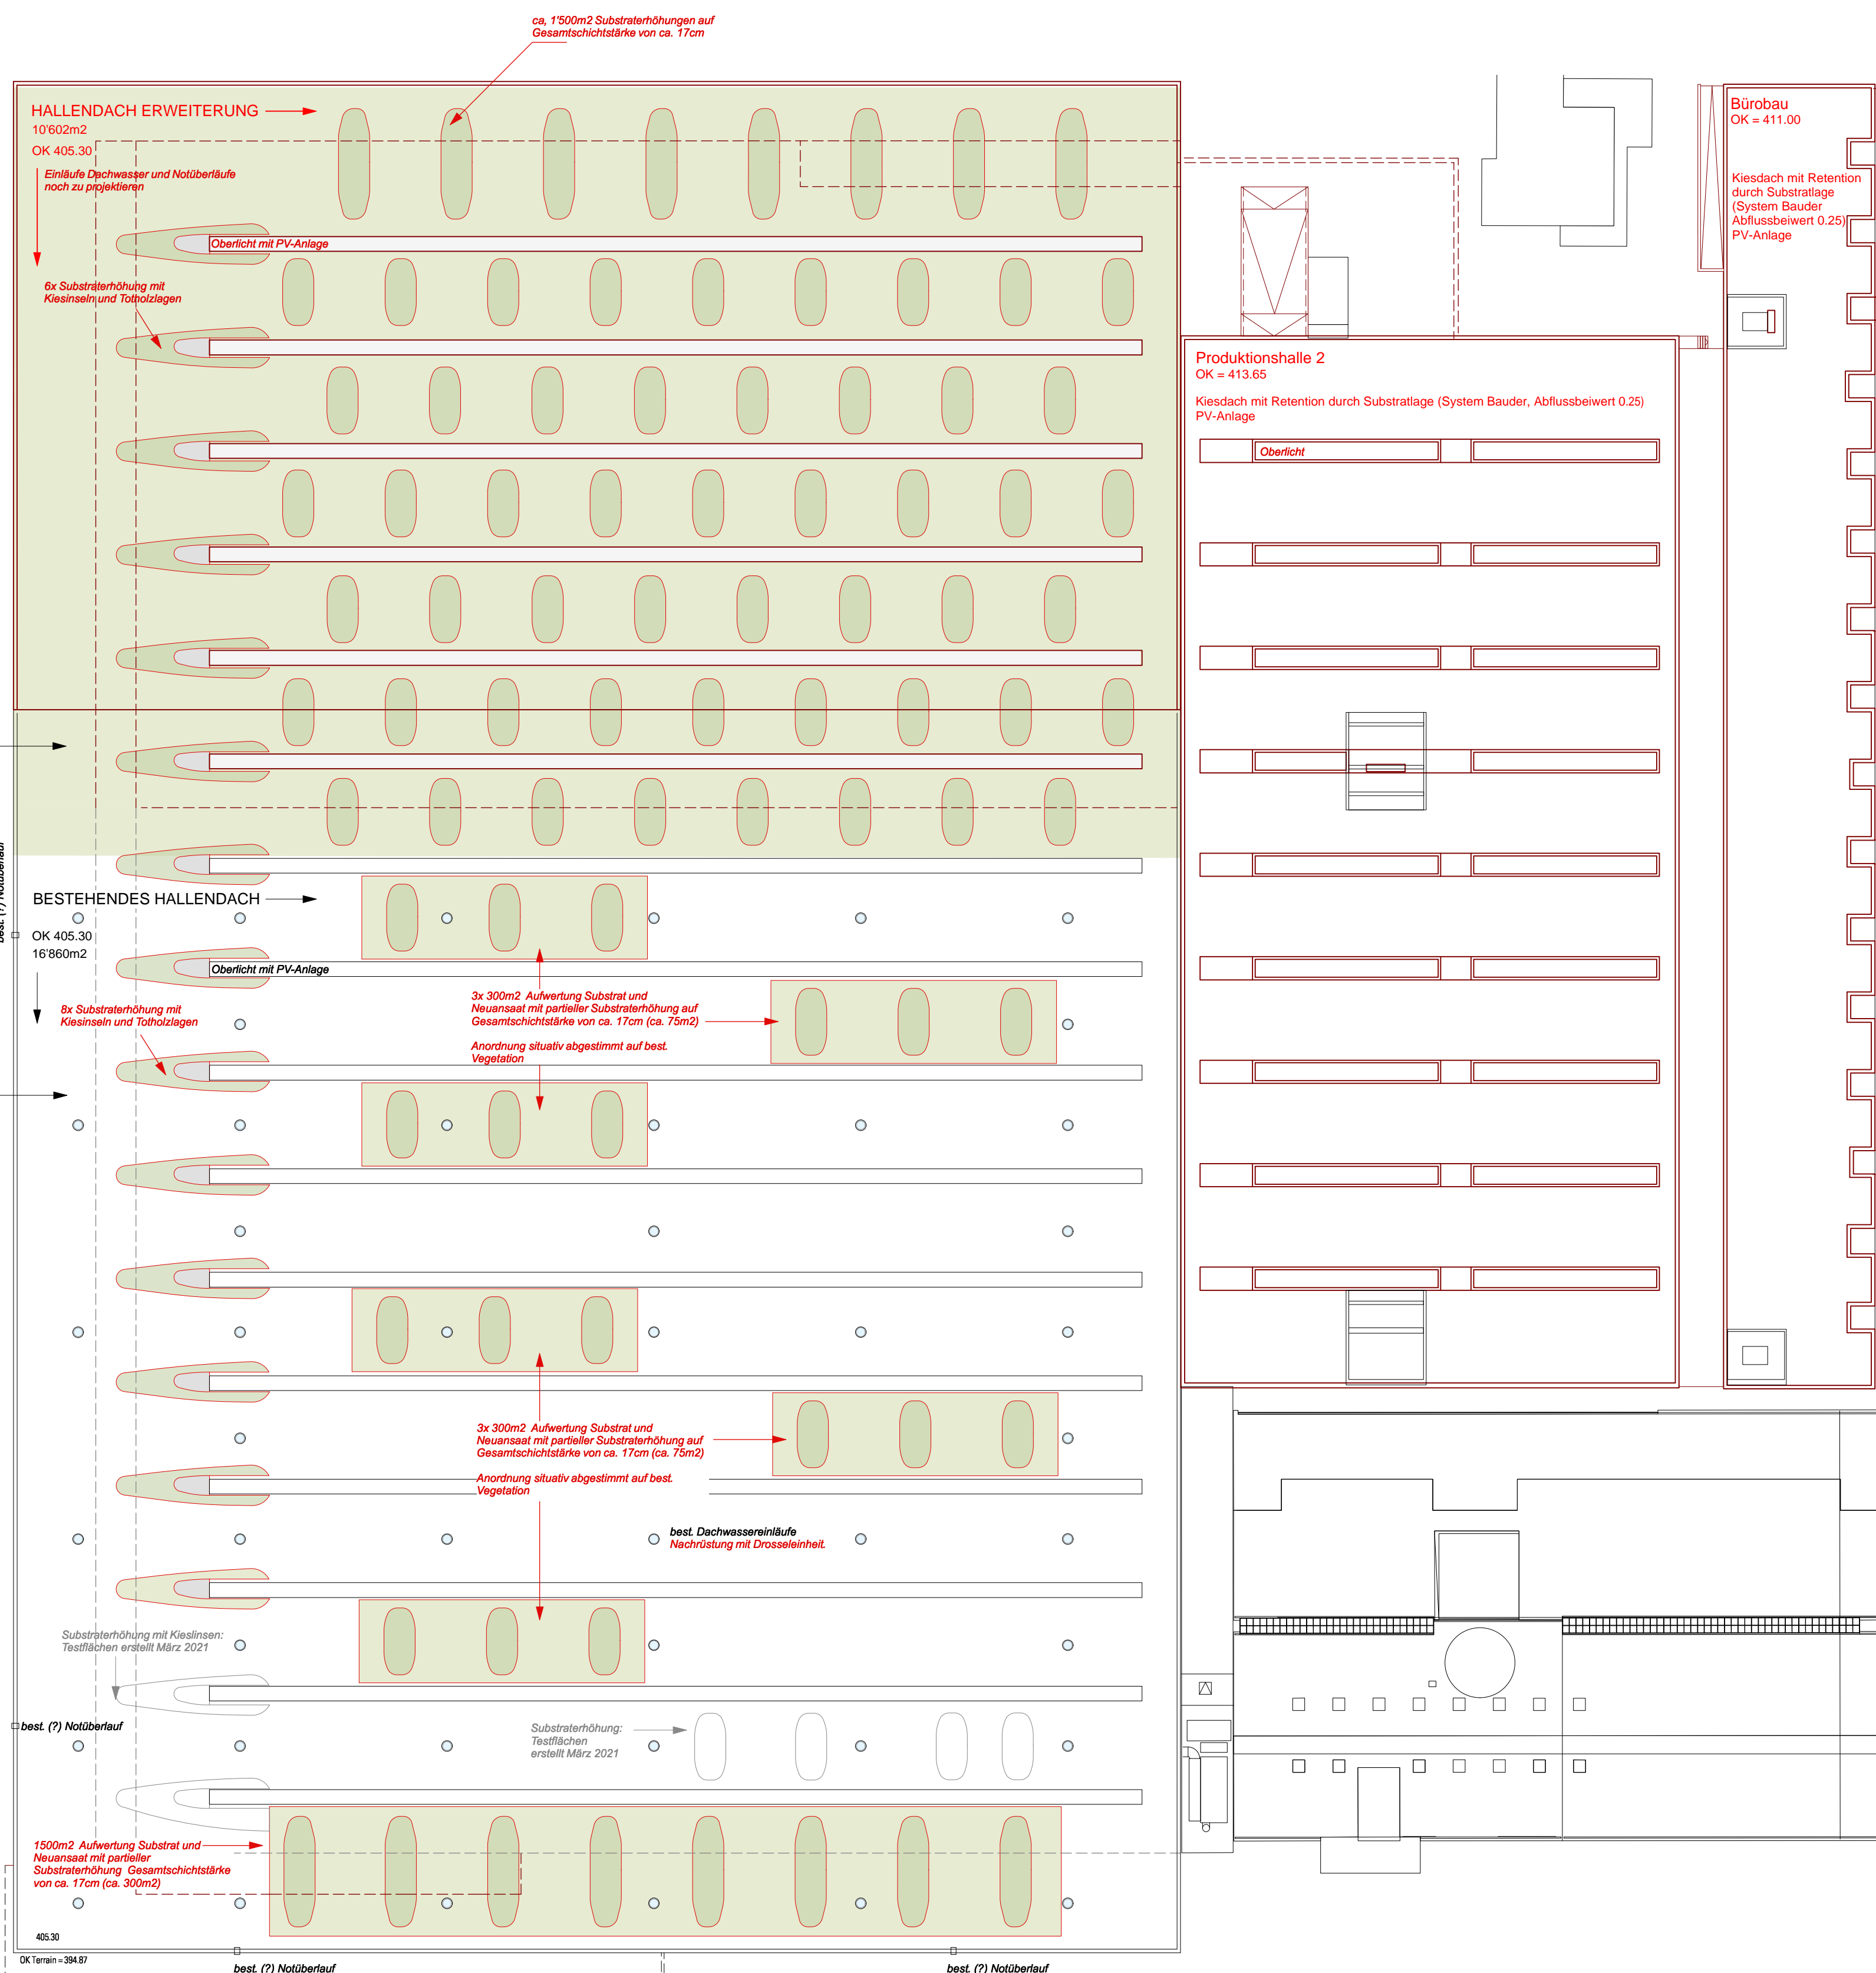 ca, 1'500m2 Substraterhöhungen auf
Gesamtschichtstärke von ca. 17cm
HALLENDACH ERWEITERUNG
10'602m2
OK 405.30
Einläufe Dachwasser und Notüberläufe
noch zu projektieren
Oberlicht mit PV-Anlage
6x Substraterhöhung mit
Kiesinseln und Totholzlagen
Bürobau
OK = 411.00
Kiesdach mit Retention
durch Substratlage
(System Bauder
Abflussbeiwert 0.25)
PV-Anlage
Produktionshalle 2
OK = 413.65
Kiesdach mit Retention durch Substratlage (System Bauder, Abflussbeiwert 0.25)
PV-Anlage
Oberlicht
best. (?) Notüberlauf
BESTEHENDES HALLENDACH
OK 405.30
16'860m2
Oberlicht mit PV-Anlage
8x Substraterhöhung mit
Kiesinseln und Totholzlagen
3x 300m2 Aufwertung Substrat und
Neuansaat mit partieller Substraterhöhung auf
Gesamtschichtstärke von ca. 17cm (ca. 75m2)
Anordnung situativ abgestimmt auf best.
Vegetation
3x 300m2 Aufwertung Substrat und
Neuansaat mit partieller Substraterhöhung auf
Gesamtschichtstärke von ca. 17cm (ca. 75m2)
Anordnung situativ abgestimmt auf best.
Vegetation
best. Dachwassereinläufe
Nachrüstung mit Drosseleinheit.
Substraterhöhung mit Kieslinsen:
Testflächen erstellt März 2021
best. (?) Notüberlauf
Substraterhöhung:
Testflächen
erstellt März 2021
1500m2 Aufwertung Substrat und
Neuansaat mit partieller
Substraterhöhung Gesamtschichtstärke
von ca. 17cm (ca. 300m2)
405.30
OK Terrain = 394.87
best. (?) Notüberlauf
best. (?) Notüberlauf